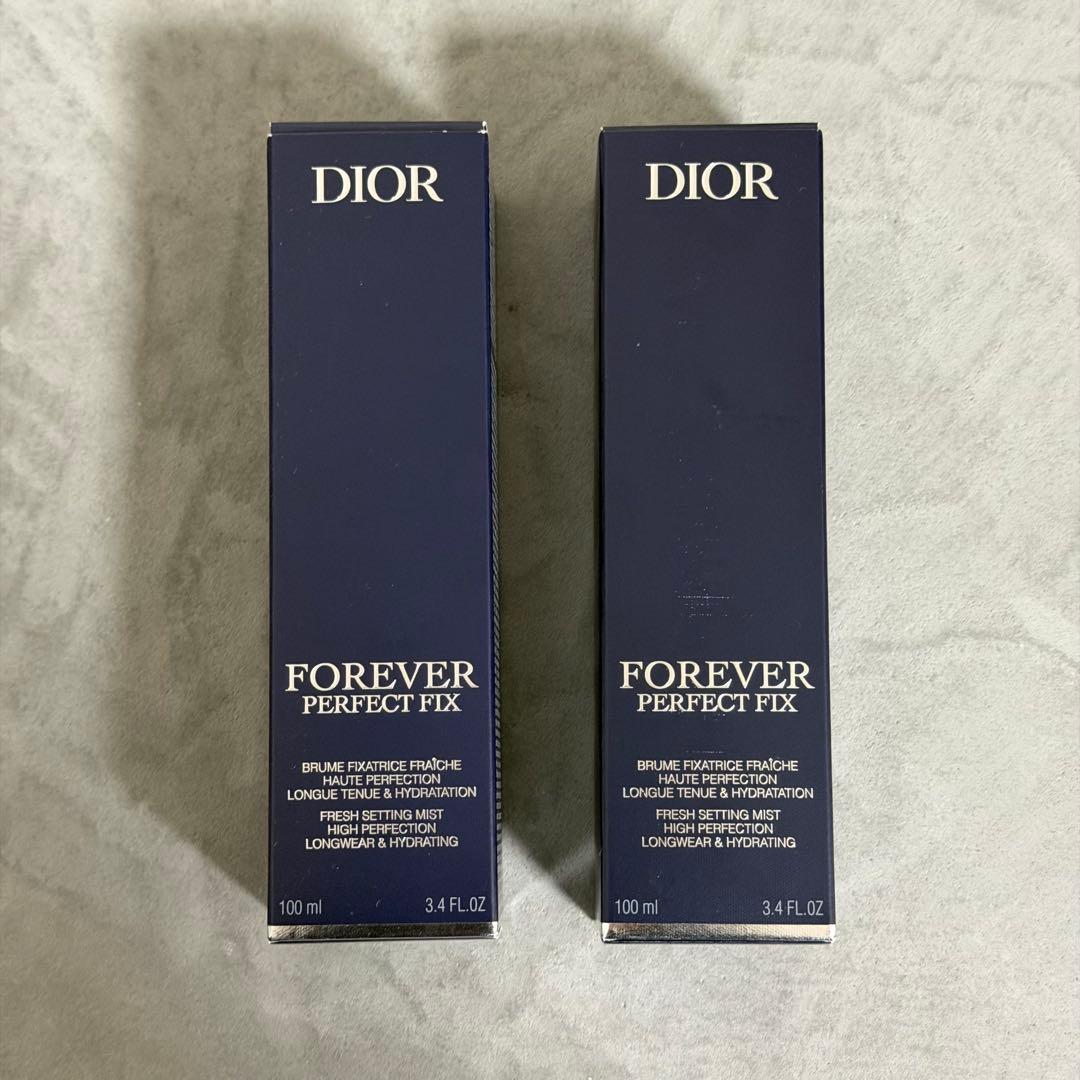 DIOR
FOREVER
PERFECT FIX
BRUME FIXATRICE FRAÎCHE
HAUTE PERFECTION
LONGUE TENUE & HYDRATATION
FRESH SETTING MIST
HIGH PERFECTION
LONGWEAR & HYDRATING
100 ml 3.4 FL.OZ
DIOR
FOREVER
PERFECT FIX
BRUME FIXATRICE FRAÎCHE
HAUTE PERFECTION
LONGUE TENUE & HYDRATATION
FRESH SETTING MIST
HIGH PERFECTION
LONGWEAR & HYDRATING
100 ml 3.4 FL.OZ